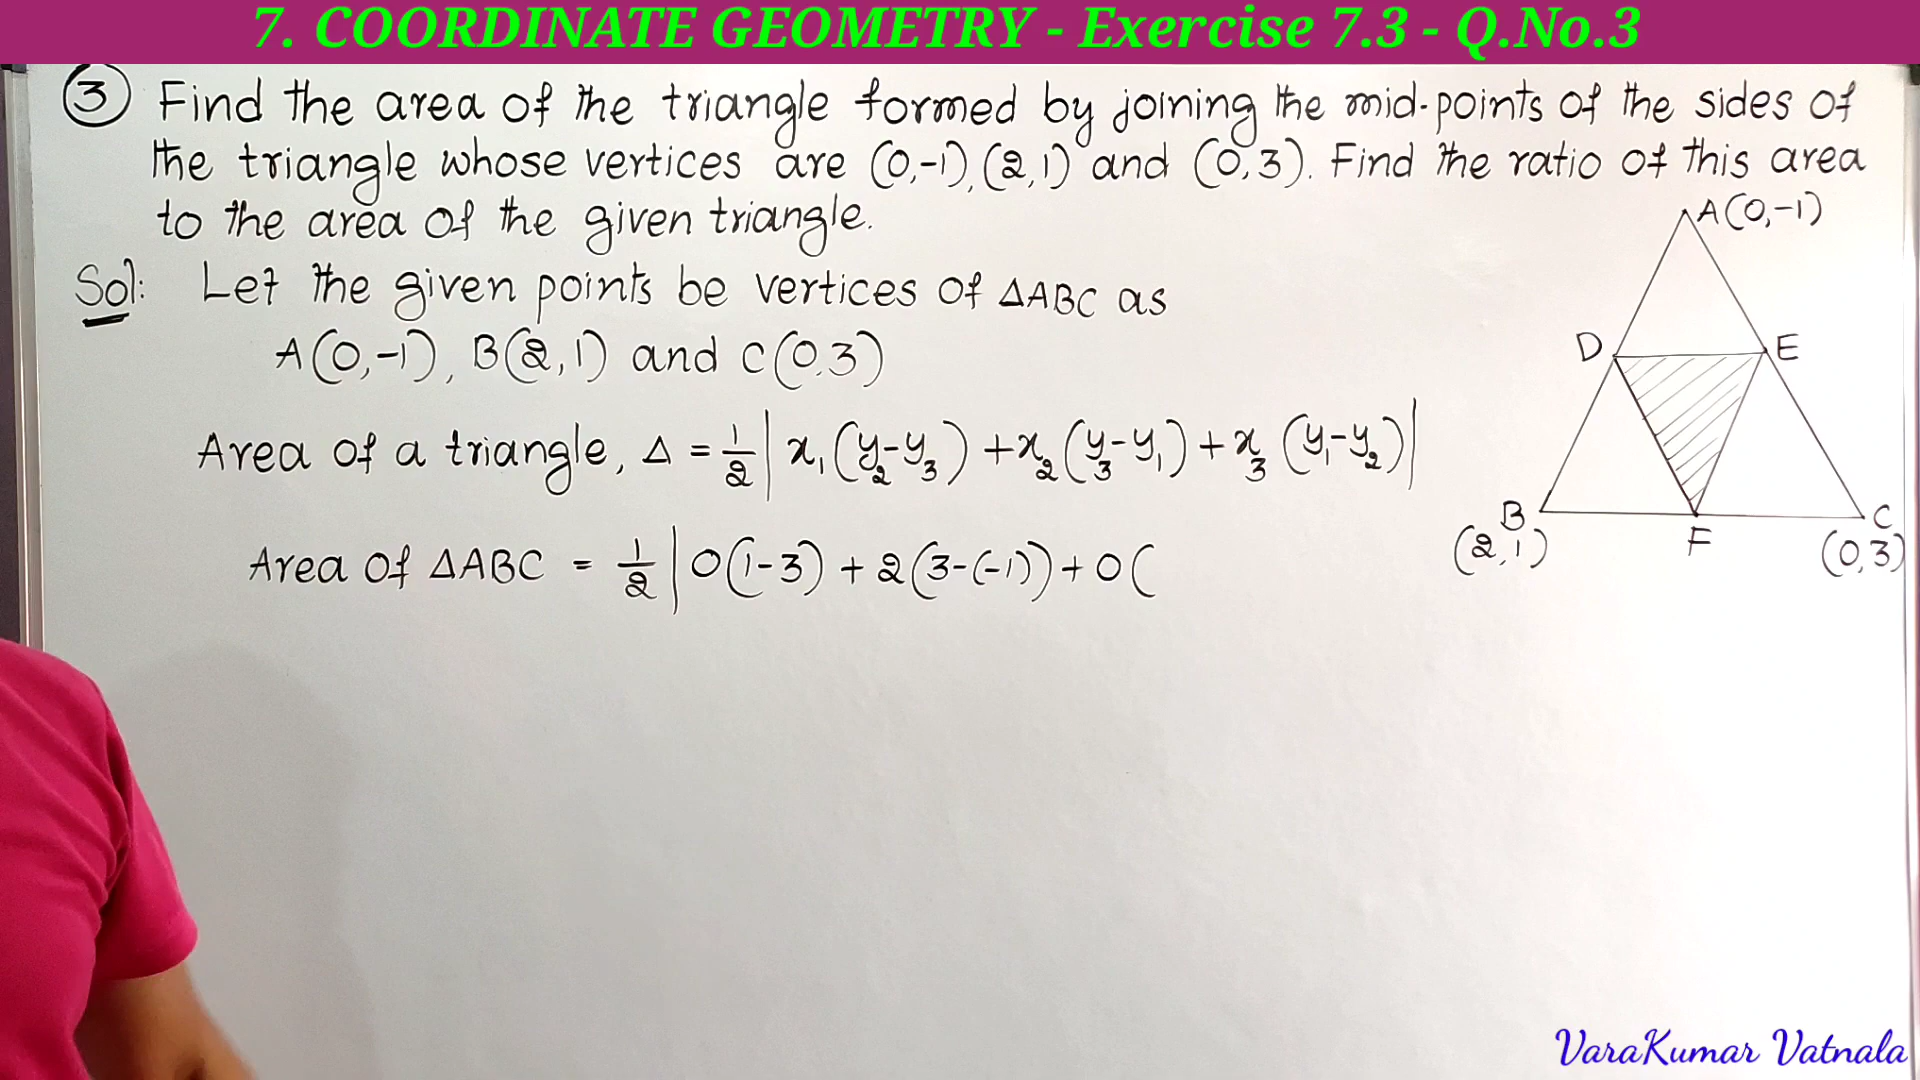 7. COORDINATE GEOMETRY - Exercise 7.3 - Q.No.3
③ Find the area of the triangle formed by joining the mid-points of the sides of
the triangle whose vertices are (0,-1), (2,1) and (0,3). Find the ratio of this area
to the area of the given triangle.
Sol: Let the given points be vertices of ΔABC as
A(0,-1), B(2,1) and C(0,3)
Area of a triangle, Δ = 1/2 | x₁(y₂-y₃) + x₂(y₃-y₁) + x₃(y₁-y₂) |
Area of ΔABC = 1/2 | 0(1-3) + 2(3-(-1)) + 0(
A(0,-1)
D E
B F C
(2,1) (0,3)
VaraKumar Vatnala